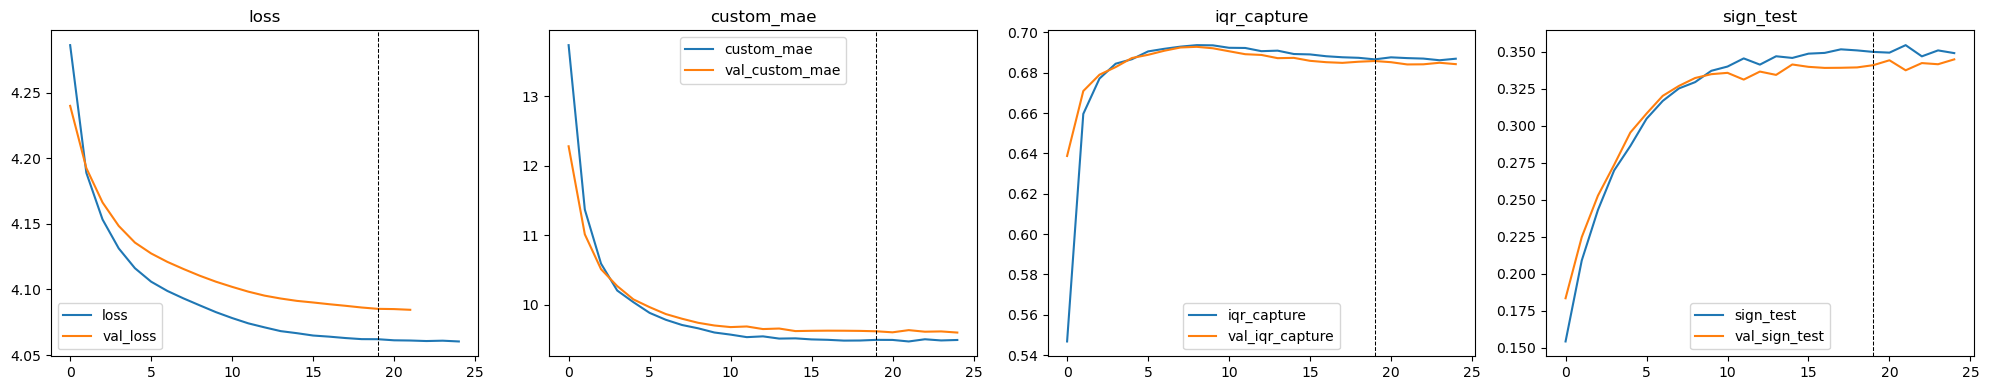 loss
4.25
4.20
4.15
4.10
4.05
loss
val_loss
0 5 10 15 20 25
custom_mae
13
12
11
10
custom_mae
val_custom_mae
0 5 10 15 20 25
iqr_capture
0.70
0.68
0.66
0.64
0.62
0.60
0.58
0.56
0.54
iqr_capture
val_iqr_capture
0 5 10 15 20 25
sign_test
0.350
0.325
0.300
0.275
0.250
0.225
0.200
0.175
0.150
sign_test
val_sign_test
0 5 10 15 20 25